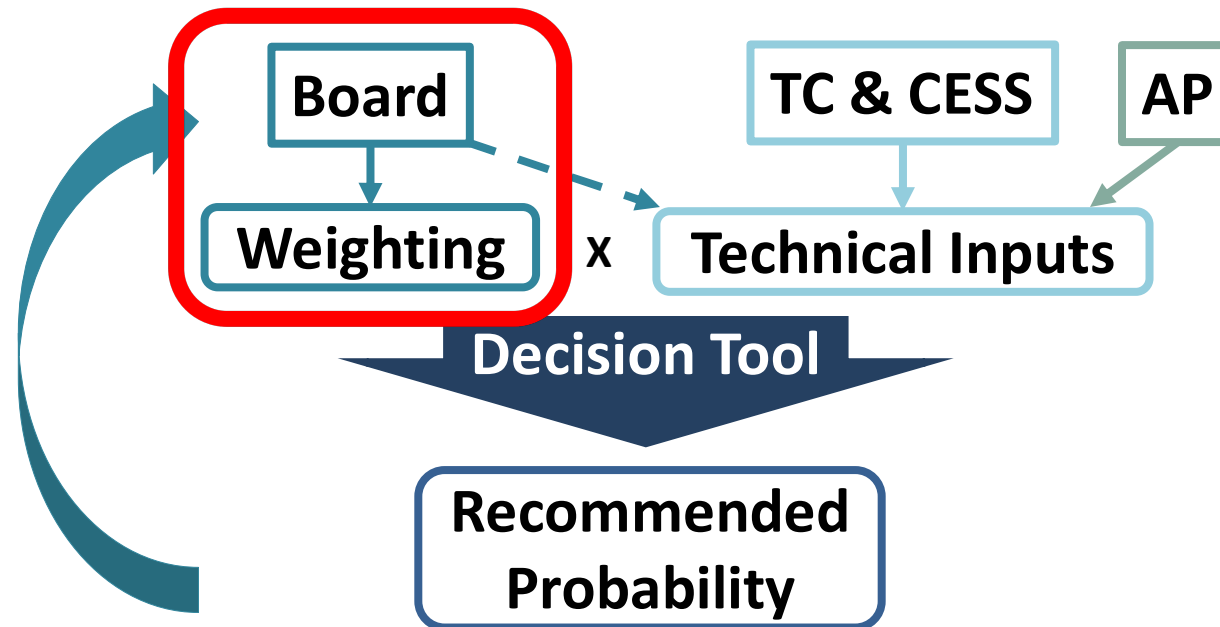 Board
TC & CESS
AP
Weighting
x
Technical Inputs
Decision Tool
Recommended
Probability